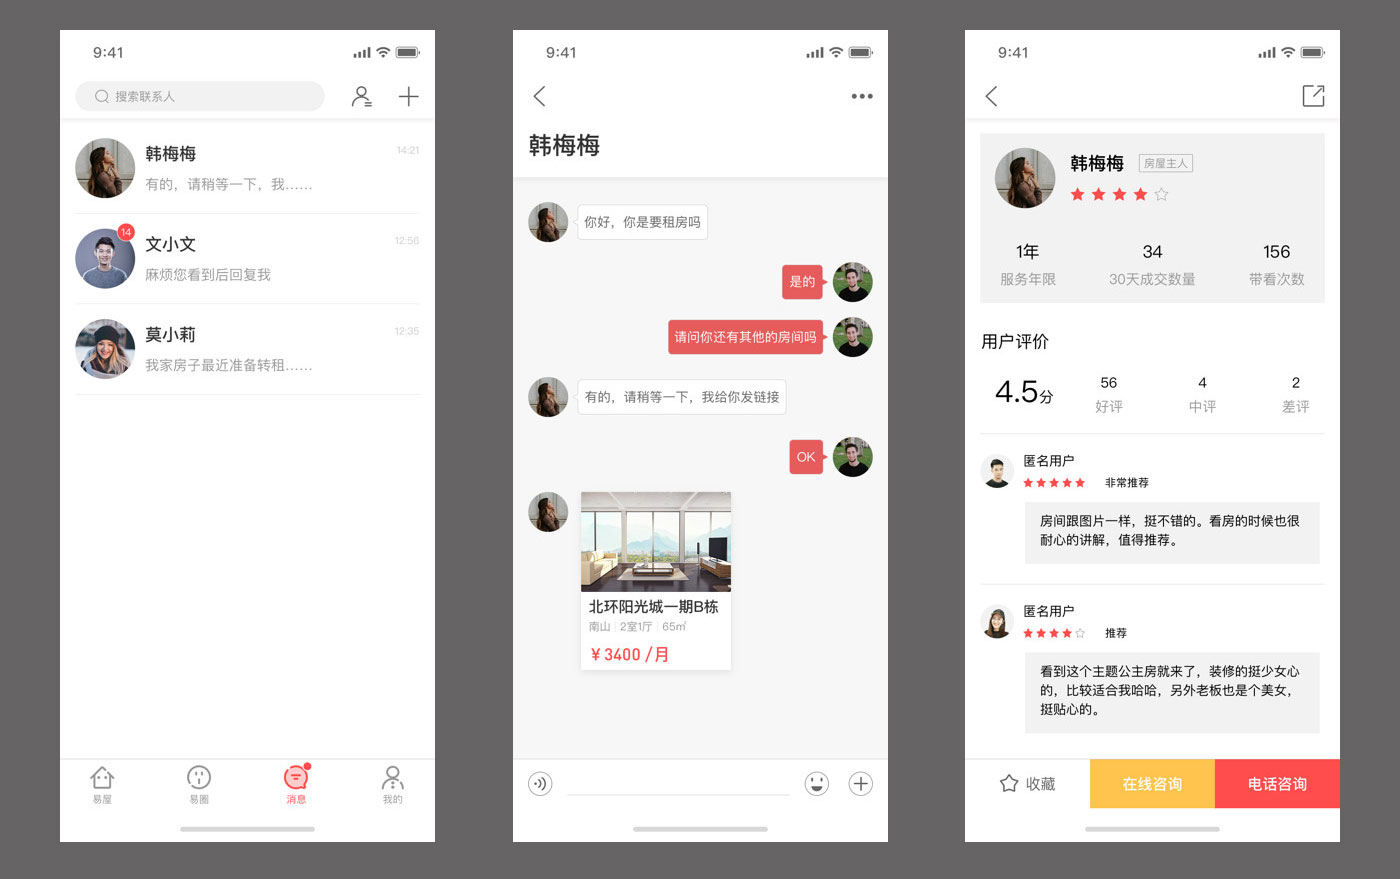 9:41
搜索联系人
韩梅梅
14:21
有的，请稍等一下，我……
14
文小文
12:56
麻烦您看到后回复我
莫小莉
12:35
我家房子最近准备转租……
易屋
易圈
消息
我的
9:41
韩梅梅
你好，你是要租房吗
是的
请问你还有其他的房间吗
有的，请稍等一下，我给你发链接
OK
北环阳光城一期B栋
南山 | 2室1厅 | 65㎡
¥3400 /月
9:41
韩梅梅 房屋主人
1年 34 156
服务年限 30天成交数量 带看次数
用户评价
4.5分
56 4 2
好评 中评 差评
匿名用户
非常推荐
房间跟图片一样，挺不错的。看房的时候也很
耐心的讲解，值得推荐。
匿名用户
推荐
看到这个主题公主房就来了，装修的挺少女心
的，比较适合我哈哈，另外老板也是个美女，
挺贴心的。
收藏 在线咨询 电话咨询